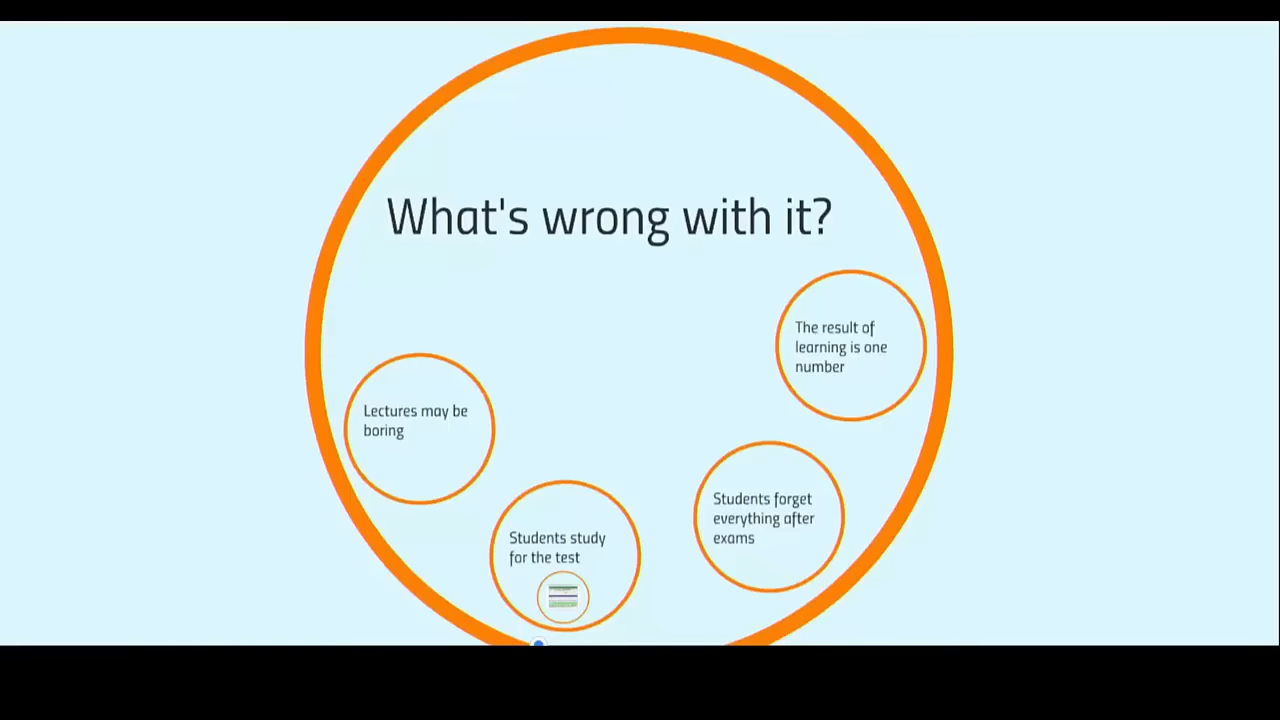 What's wrong with it?
Lectures may be
boring
Students study
for the test
Students forget
everything after
exams
The result of
learning is one
number